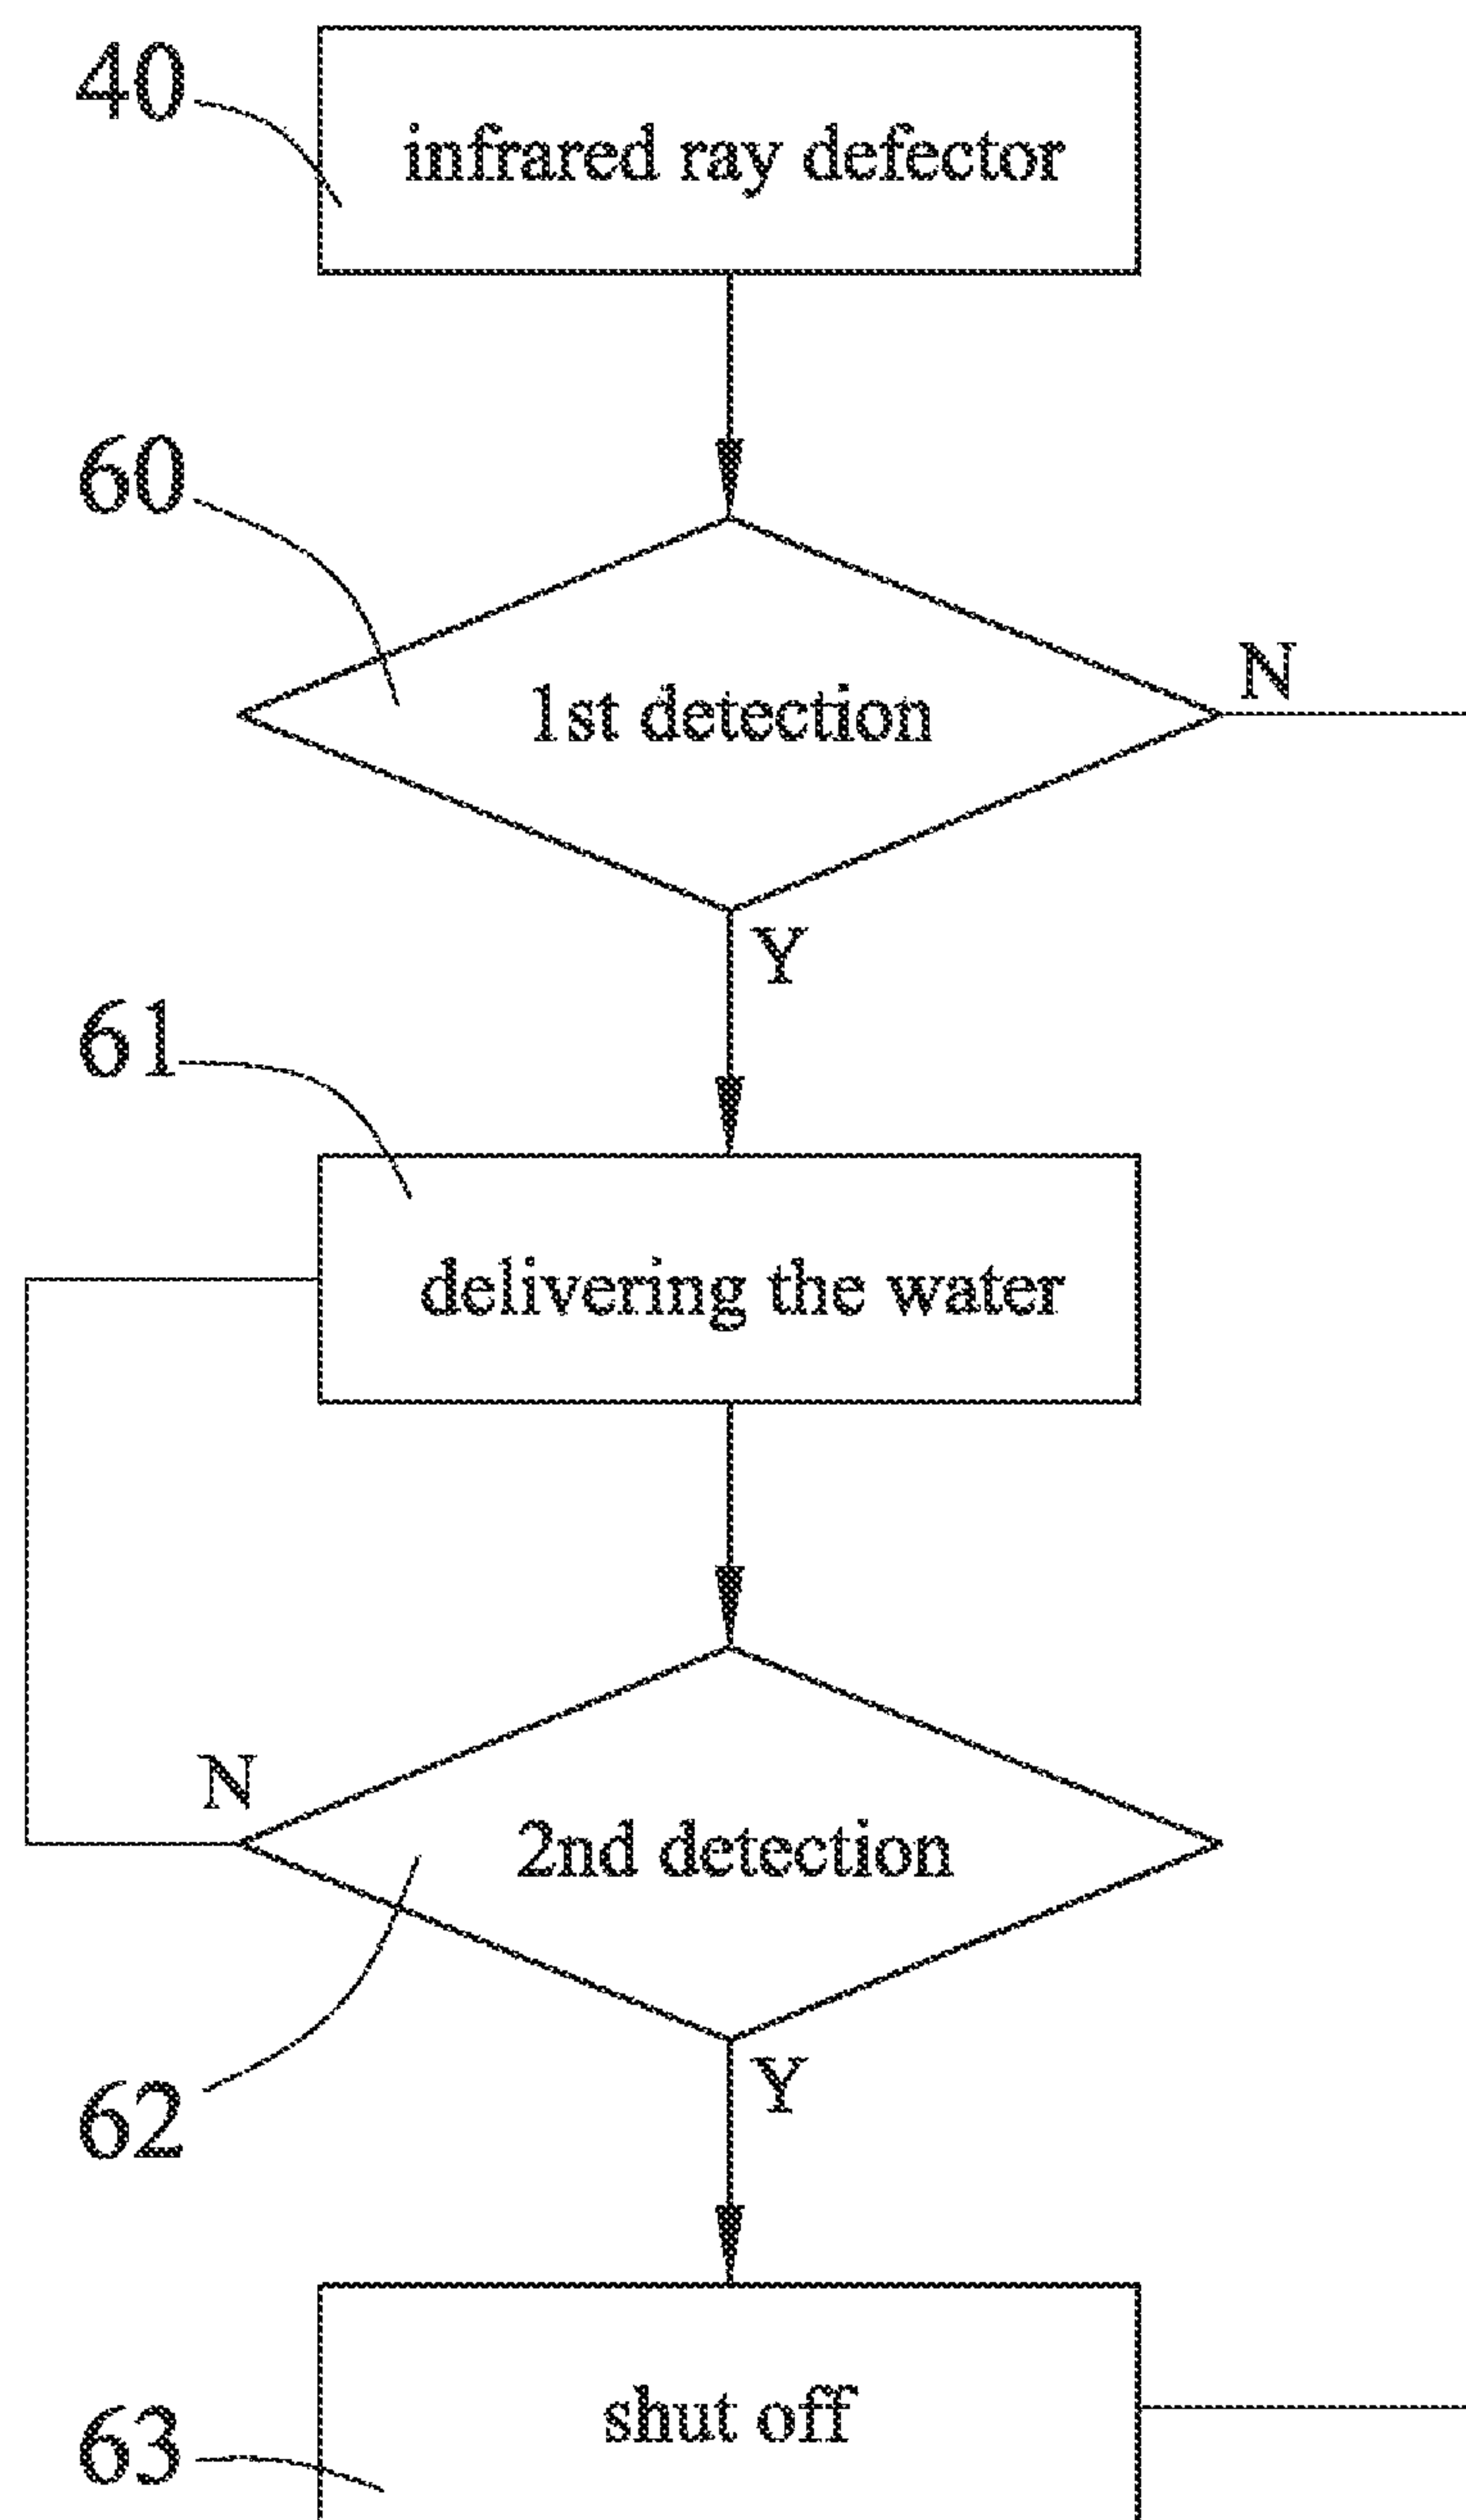 40
infrared ray defector
60
1st detection
N
Y
61
delivering the water
N
2nd detection
62
Y
shut off
63